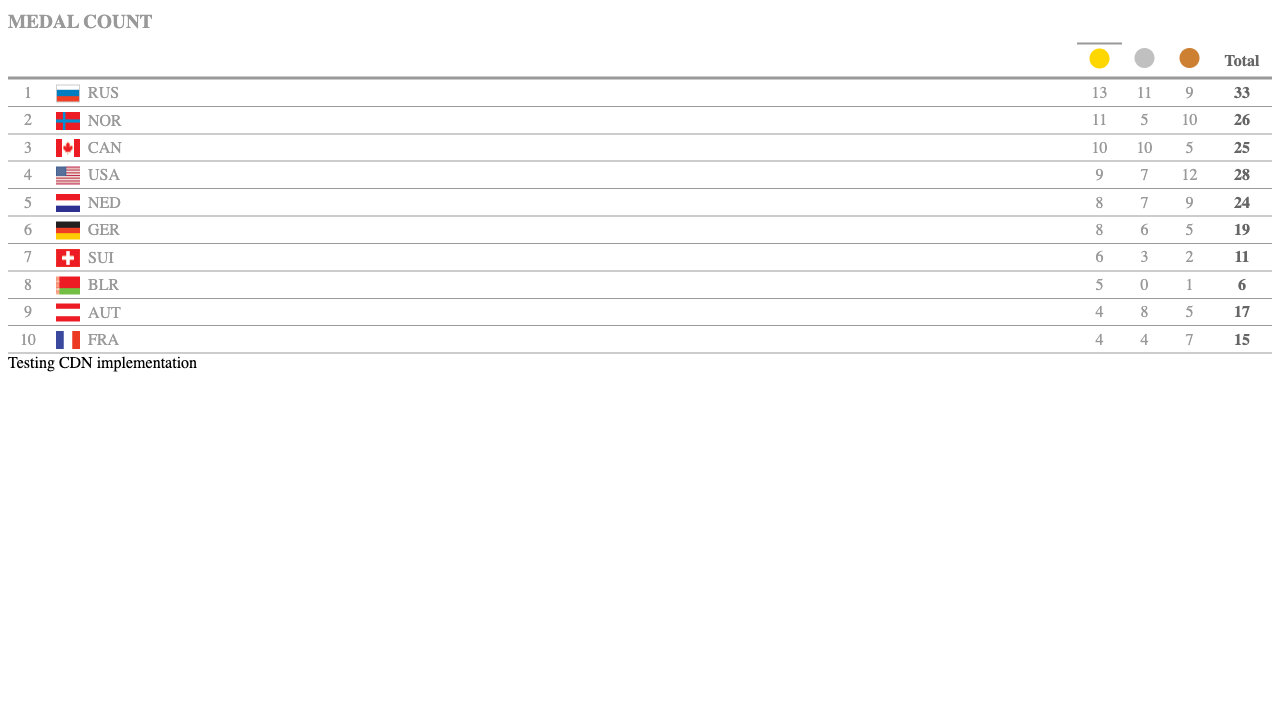 MEDAL COUNT
Total
1 RUS 13 11 9 33
2 NOR 11 5 10 26
3 CAN 10 10 5 25
4 USA 9 7 12 28
5 NED 8 7 9 24
6 GER 8 6 5 19
7 SUI 6 3 2 11
8 BLR 5 0 1 6
9 AUT 4 8 5 17
10 FRA 4 4 7 15
Testing CDN implementation